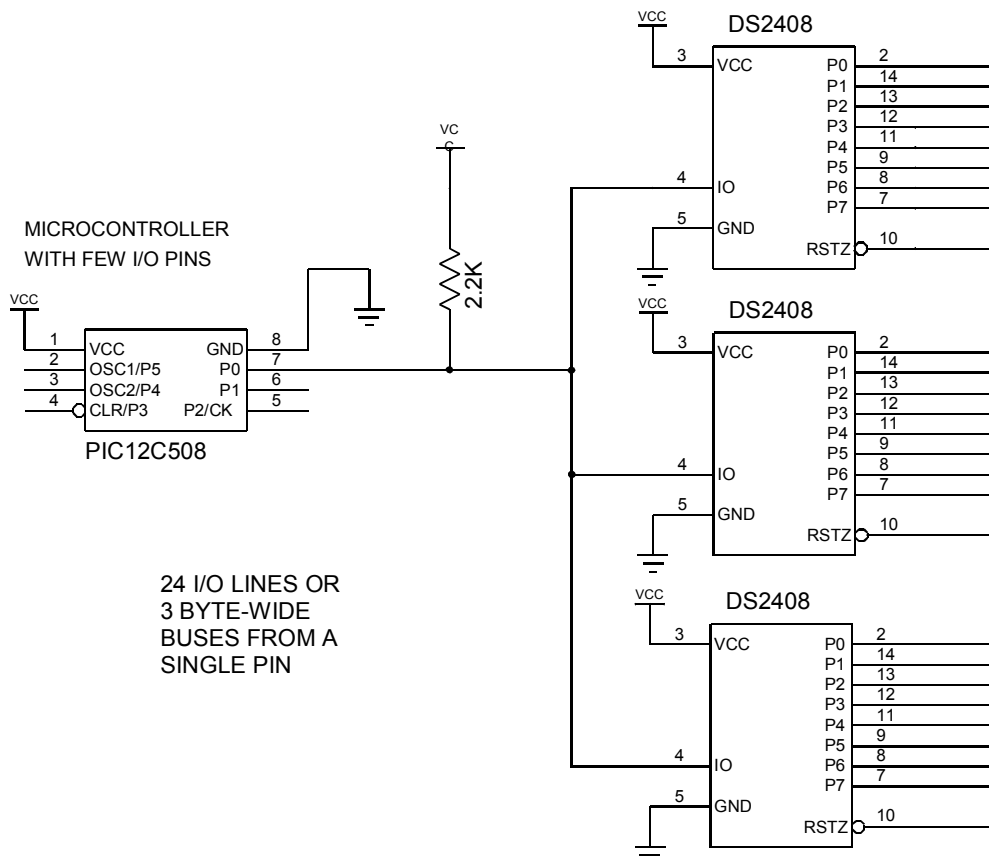 MICROCONTROLLER
WITH FEW I/O PINS
VCC
1
2
3
4
VCC
OSC1/P5
OSC2/P4
CLR/P3
GND
P0
P1
P2/CK
8
7
6
5
PIC12C508
VC
C
2.2K
24 I/O LINES OR
3 BYTE-WIDE
BUSES FROM A
SINGLE PIN
VCC
DS2408
3
4
5
VCC
IO
GND
P0
P1
P2
P3
P4
P5
P6
P7
RSTZ
2
14
13
12
11
9
8
7
10
VCC
DS2408
3
4
5
VCC
IO
GND
P0
P1
P2
P3
P4
P5
P6
P7
RSTZ
2
14
13
12
11
9
8
7
10
VCC
DS2408
3
4
5
VCC
IO
GND
P0
P1
P2
P3
P4
P5
P6
P7
RSTZ
2
14
13
12
11
9
8
7
10